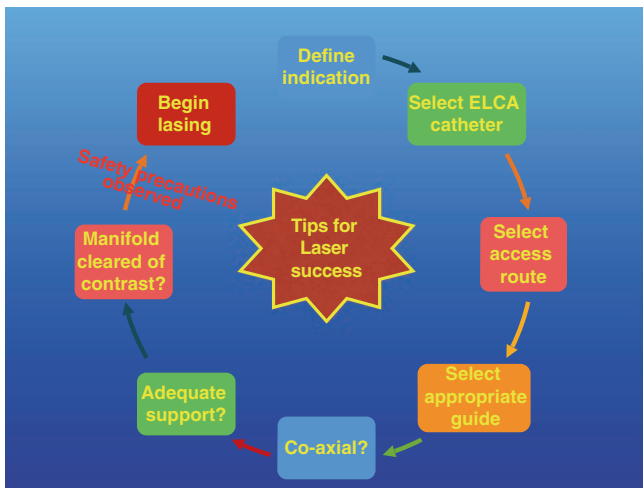 Define
indication
Select ELCA
catheter
Select
access
route
Select
appropriate
guide
Co-axial?
Adequate
support?
Manifold
cleared of
contrast?
Safety precautions
observed
Begin
lasing
Tips for
Laser
success